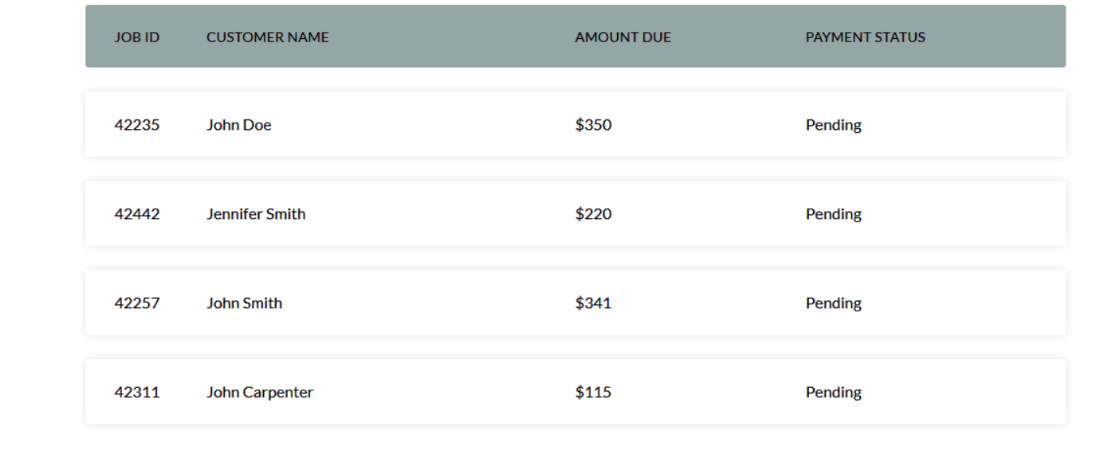 JOB ID CUSTOMER NAME AMOUNT DUE PAYMENT STATUS
42235 John Doe $350 Pending
42442 Jennifer Smith $220 Pending
42257 John Smith $341 Pending
42311 John Carpenter $115 Pending